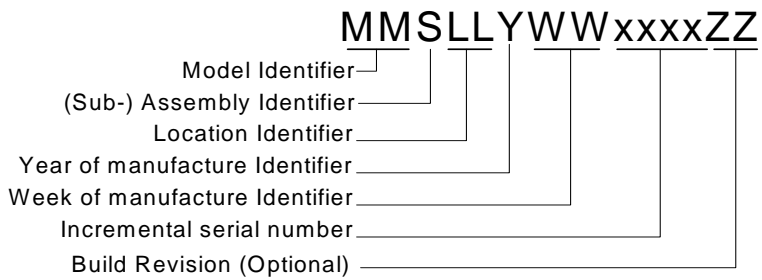 MMSLLYWWxxxxZZ
Model Identifier
(Sub-) Assembly Identifier
Location Identifier
Year of manufacture Identifier
Week of manufacture Identifier
Incremental serial number
Build Revision (Optional)